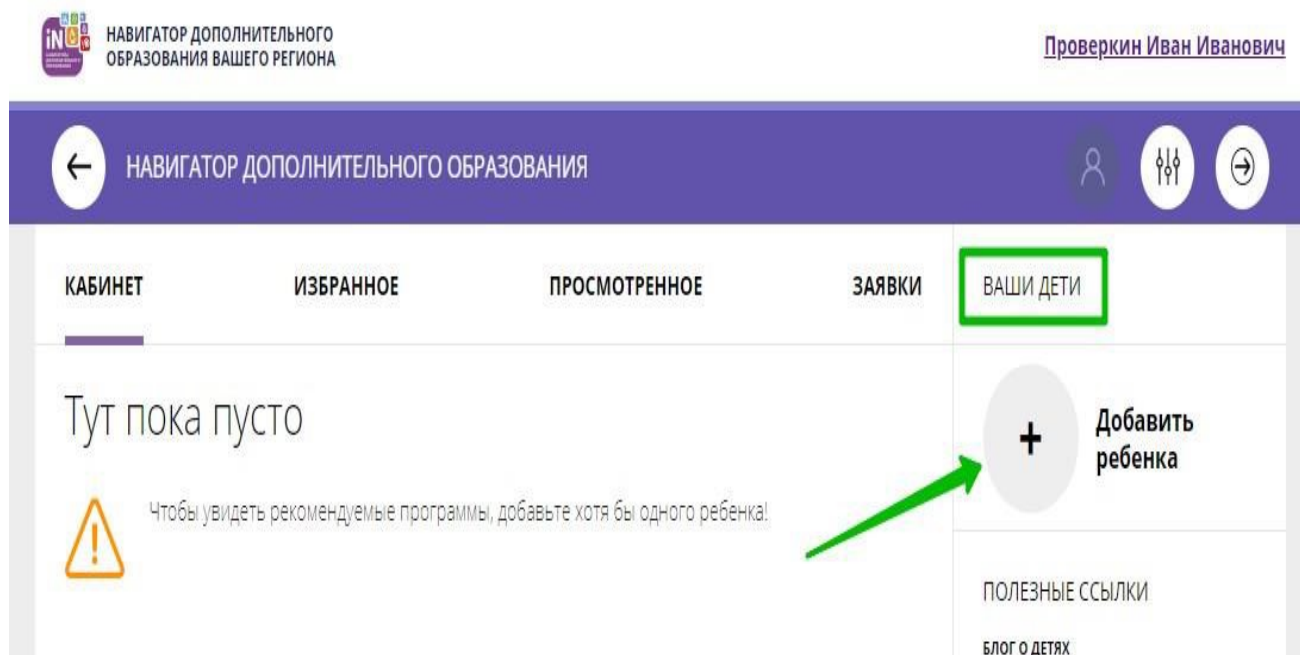 iN
НАВИГАТОР ДОПОЛНИТЕЛЬНОГО
ОБРАЗОВАНИЯ ВАШЕГО РЕГИОНА
Проверкин Иван Иванович
НАВИГАТОР ДОПОЛНИТЕЛЬНОГО ОБРАЗОВАНИЯ
КАБИНЕТ
ИЗБРАННОЕ
ПРОСМОТРЕННОЕ
ЗАЯВКИ
ВАШИ ДЕТИ
Тут пока пусто
Чтобы увидеть рекомендуемые программы, добавьте хотя бы одного ребенка!
Добавить
ребенка
ПОЛЕЗНЫЕ ССЫЛКИ
БЛОГ О ДЕТЯХ